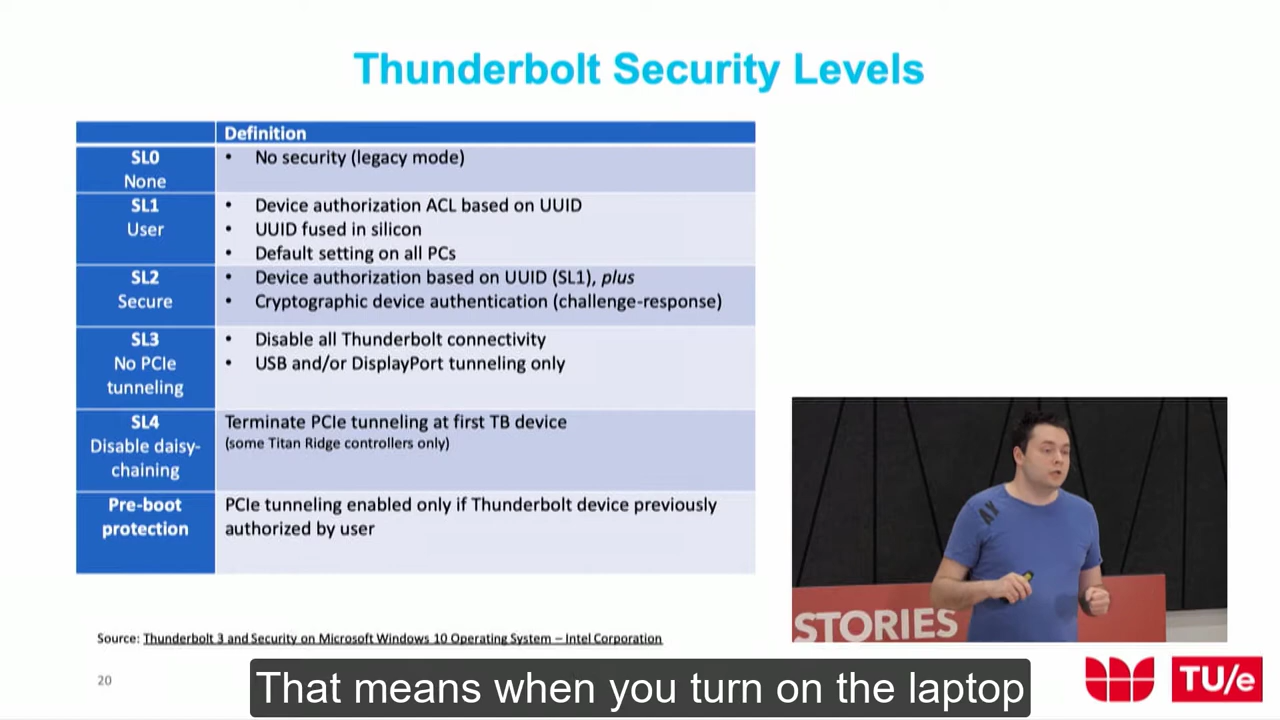 Thunderbolt Security Levels
Definition
SL0
None
• No security (legacy mode)
SL1
User
• Device authorization ACL based on UUID
• UUID fused in silicon
• Default setting on all PCs
SL2
Secure
• Device authorization based on UUID (SL1), plus
• Cryptographic device authentication (challenge-response)
SL3
No PCIe
tunneling
• Disable all Thunderbolt connectivity
• USB and/or DisplayPort tunneling only
SL4
Disable daisy-
chaining
Terminate PCIe tunneling at first TB device
(some Titan Ridge controllers only)
Pre-boot
protection
PCIe tunneling enabled only if Thunderbolt device previously
authorized by user
STORIES
Source: Thunderbolt 3 and Security on Microsoft Windows 10 Operating System – Intel Corporation
20
That means when you turn on the laptop
TU/e